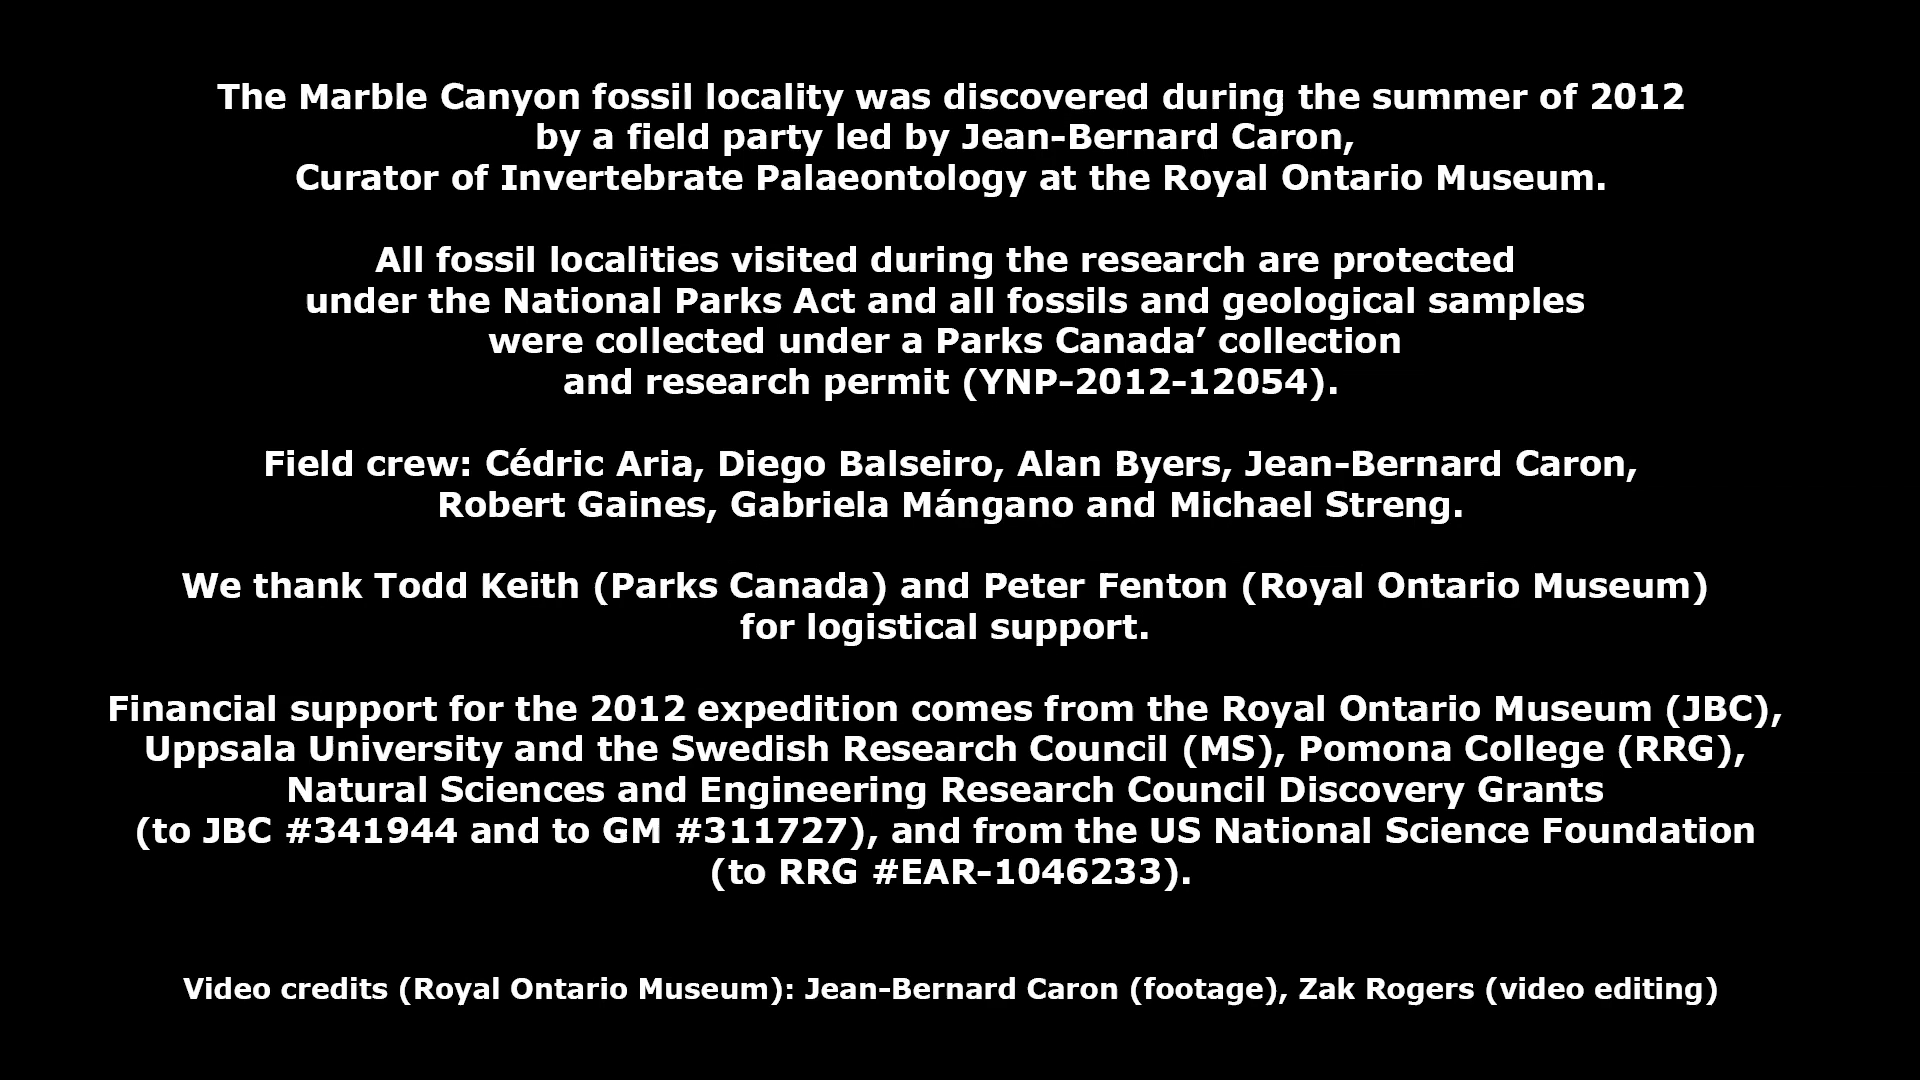 The Marble Canyon fossil locality was discovered during the summer of 2012
by a field party led by Jean-Bernard Caron,
Curator of Invertebrate Palaeontology at the Royal Ontario Museum.
All fossil localities visited during the research are protected
under the National Parks Act and all fossils and geological samples
were collected under a Parks Canada’ collection
and research permit (YNP-2012-12054).
Field crew: Cédric Aria, Diego Balseiro, Alan Byers, Jean-Bernard Caron,
Robert Gaines, Gabriela Mángano and Michael Streng.
We thank Todd Keith (Parks Canada) and Peter Fenton (Royal Ontario Museum)
for logistical support.
Financial support for the 2012 expedition comes from the Royal Ontario Museum (JBC),
Uppsala University and the Swedish Research Council (MS), Pomona College (RRG),
Natural Sciences and Engineering Research Council Discovery Grants
(to JBC #341944 and to GM #311727), and from the US National Science Foundation
(to RRG #EAR-1046233).
Video credits (Royal Ontario Museum): Jean-Bernard Caron (footage), Zak Rogers (video editing)